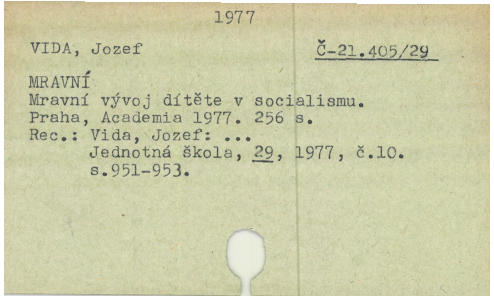 1977
VIDA, Jozef Č-21.405/29
MRAVNÍ
Mravní vývoj dítěte v socialismu.
Praha, Academia 1977. 256 s.
Rec.: Vida, Jozef: ...
Jednotná škola, 29, 1977, č.10.
s.951-953.